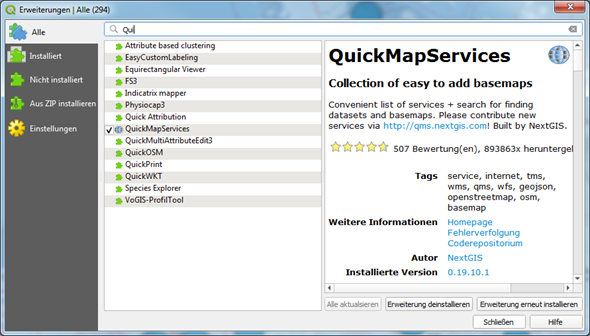 Erweiterungen | Alle (294)
Alle
Installiert
Nicht installiert
Aus ZIP installieren
Einstellungen
Qui
Attribute based clustering
EasyCustomLabeling
Equirectangular Viewer
FS3
Indicatrix mapper
Physiocap3
Quick Attribution
QuickMapServices
QuickMultiAttributeEdit3
QuickOSM
QuickPrint
QuickWKT
Species Explorer
VoGIS-ProfilTool
QuickMapServices
Collection of easy to add basemaps
Convenient list of services + search for finding
datasets and basemaps. Please contribute new
services via http://qms.nextgis.com! Built by NextGIS.
507 Bewertung(en), 893863x heruntergel
Tags service, internet, tms,
wms, qms, wfs, geojson,
openstreetmap, osm,
basemap
Weitere Informationen Homepage
Fehlerverfolgung
Coderepositorium
Autor NextGIS
Installierte Version 0.19.10.1
Alle aktualisieren Erweiterung deinstallieren Erweiterung erneut installieren
Schließen Hilfe